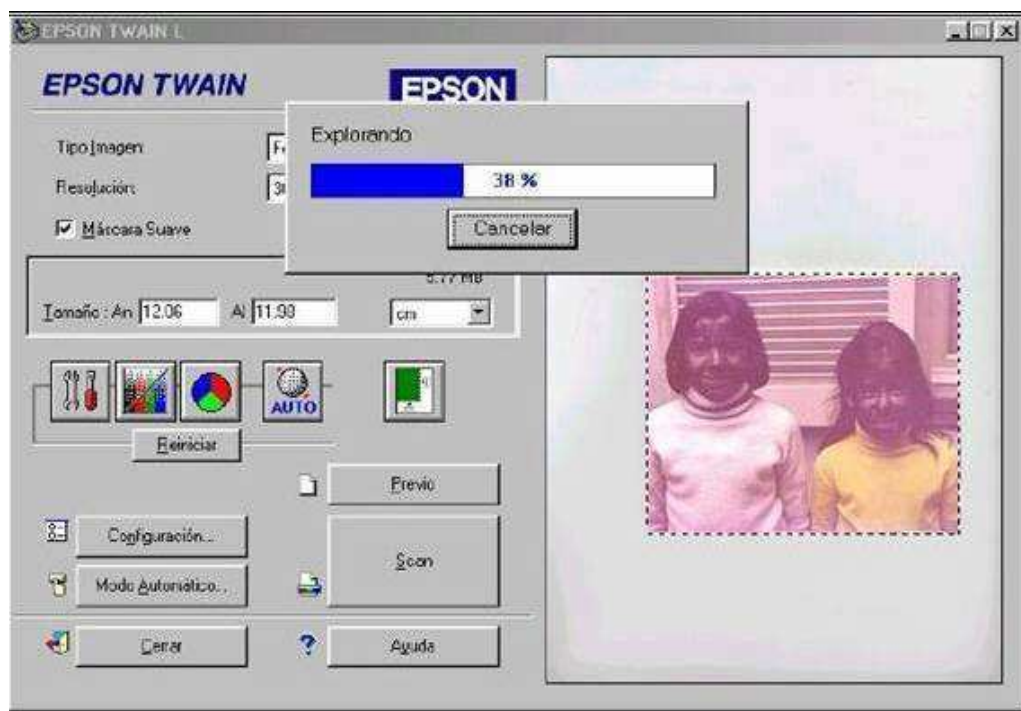 EPSON TWAIN L
EPSON TWAIN
EPSON
Explorando
38 %
Cancelar
Tipo Imagen:
Resolución:
Máscara Suave
5.77 MB
Tamaño : An 12.06 Al 11.98 cm
AUTO
Reiniciar
Previo
Configuración...
Scan
Modo Automático...
Cerrar
Ayuda